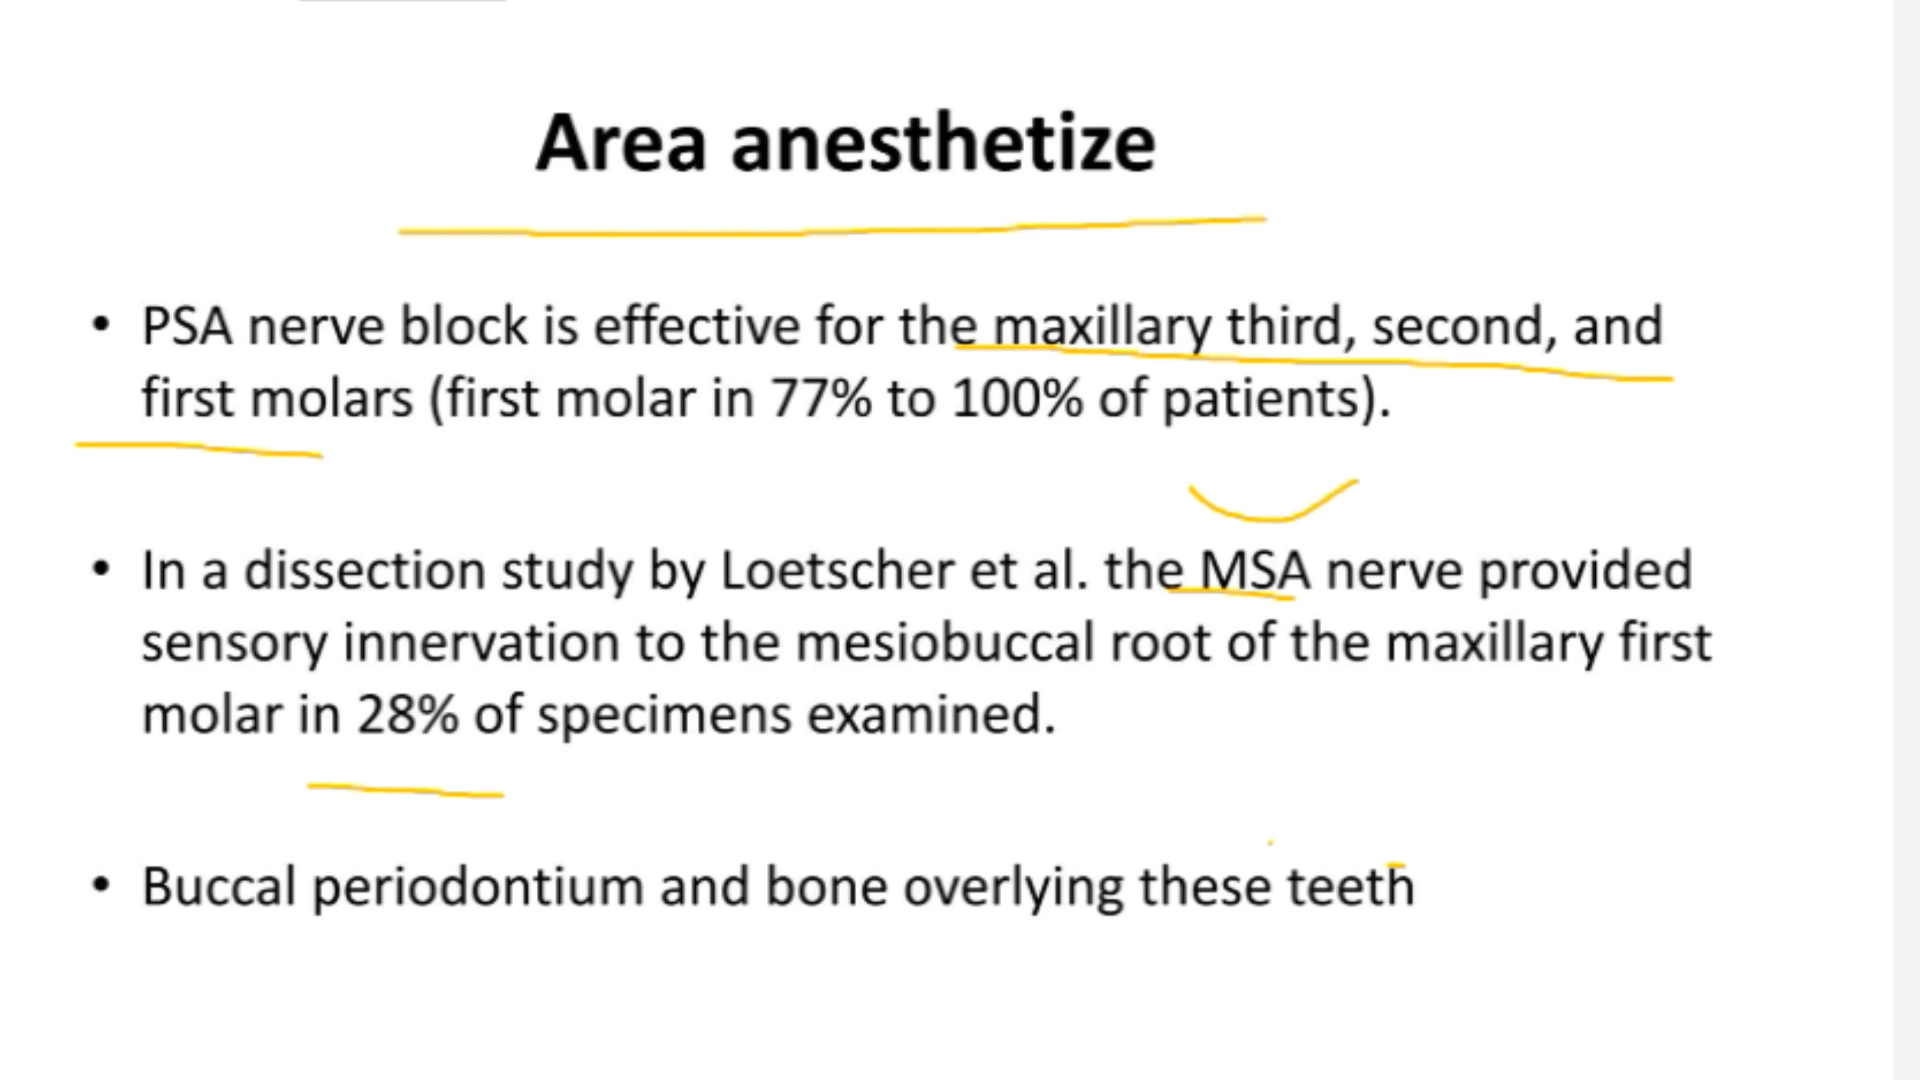 Area anesthetize
• PSA nerve block is effective for the maxillary third, second, and
first molars (first molar in 77% to 100% of patients).
• In a dissection study by Loetscher et al. the MSA nerve provided
sensory innervation to the mesiobuccal root of the maxillary first
molar in 28% of specimens examined.
• Buccal periodontium and bone overlying these teeth